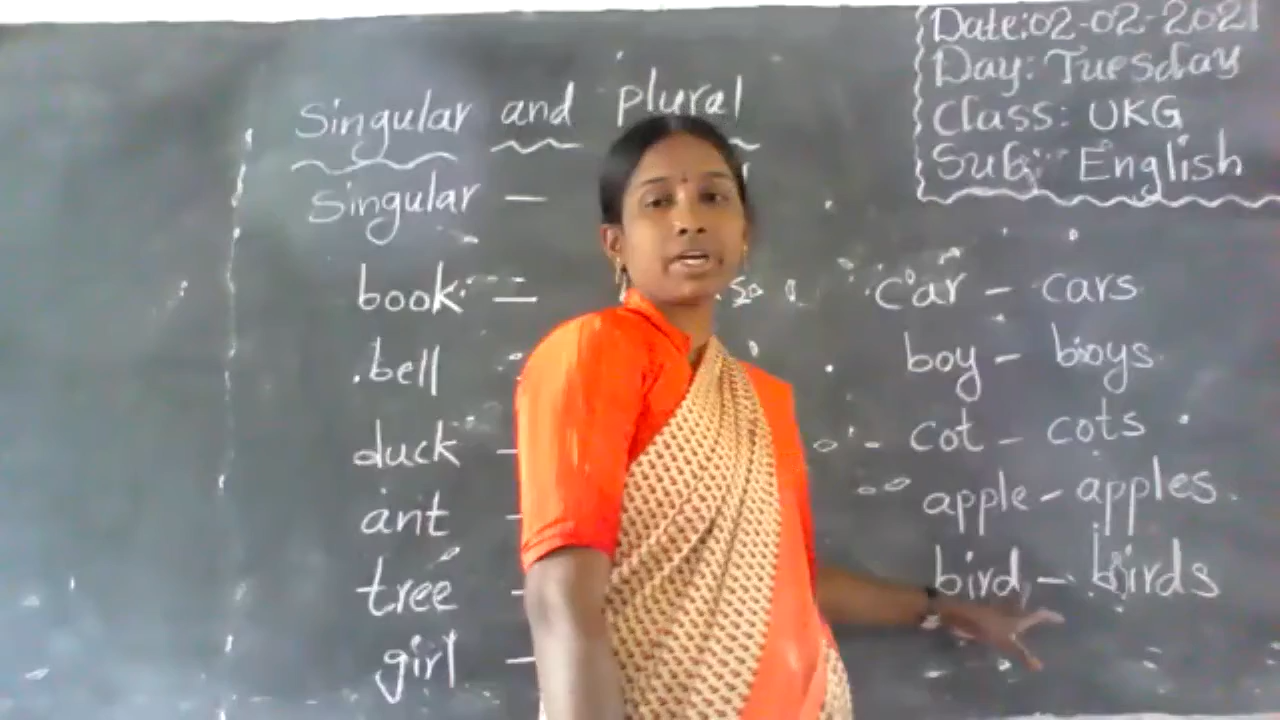 Singular and plural
Singular –
book –
bell
duck –
ant –
tree –
girl –
Date:02-02-2021
Day: Tuesday
Class: UKG
Sub: English
car – cars
boy – boys
cot – cots
apple – apples
bird – birds